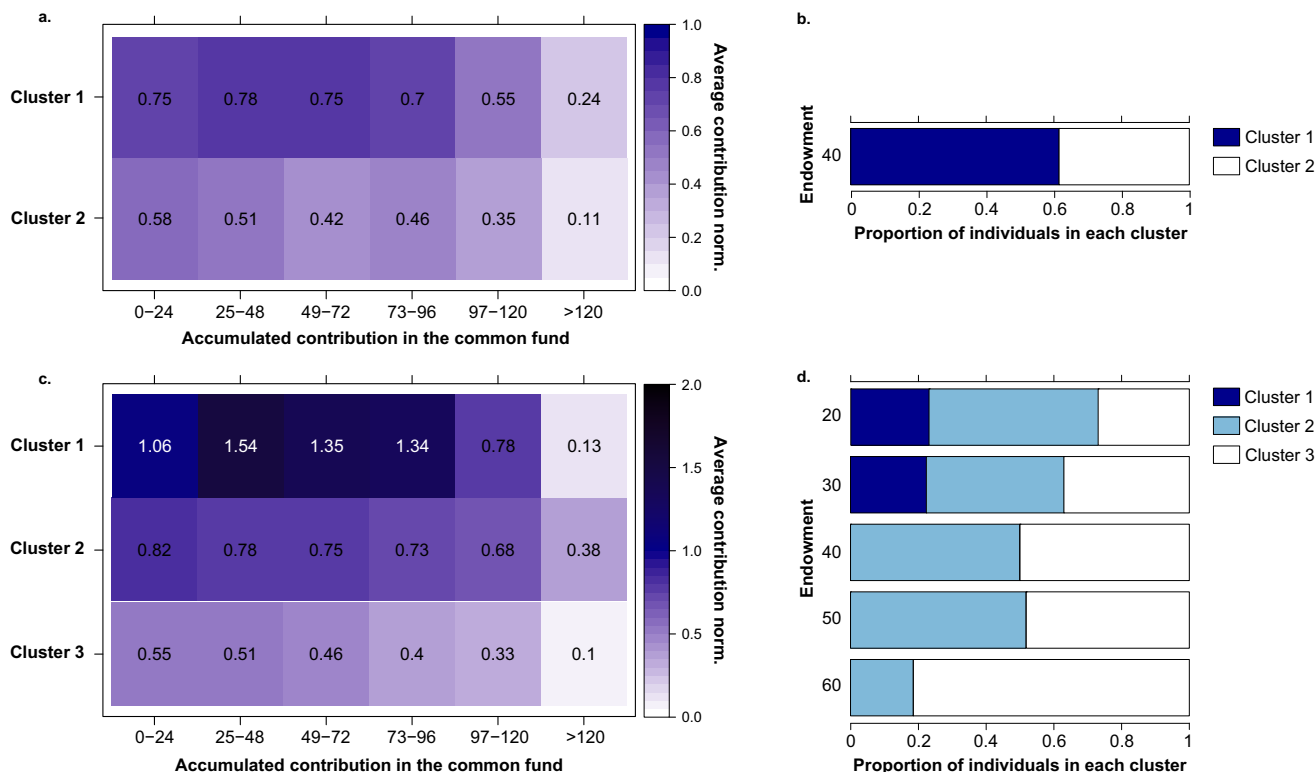 a.
Cluster 1
0.75 0.78 0.75 0.7 0.55 0.24
Cluster 2
0.58 0.51 0.42 0.46 0.35 0.11
0−24 25−48 49−72 73−96 97−120 >120
Accumulated contribution in the common fund
1.0
0.8
0.6
0.4
0.2
0.0
Average contribution norm.
b.
Endowment
40
0 0.2 0.4 0.6 0.8 1
Proportion of individuals in each cluster
Cluster 1
Cluster 2
c.
Cluster 1
1.06 1.54 1.35 1.34 0.78 0.13
Cluster 2
0.82 0.78 0.75 0.73 0.68 0.38
Cluster 3
0.55 0.51 0.46 0.4 0.33 0.1
0−24 25−48 49−72 73−96 97−120 >120
Accumulated contribution in the common fund
2.0
1.5
1.0
0.5
0.0
Average contribution norm.
d.
Endowment
20
30
40
50
60
0 0.2 0.4 0.6 0.8 1
Proportion of individuals in each cluster
Cluster 1
Cluster 2
Cluster 3